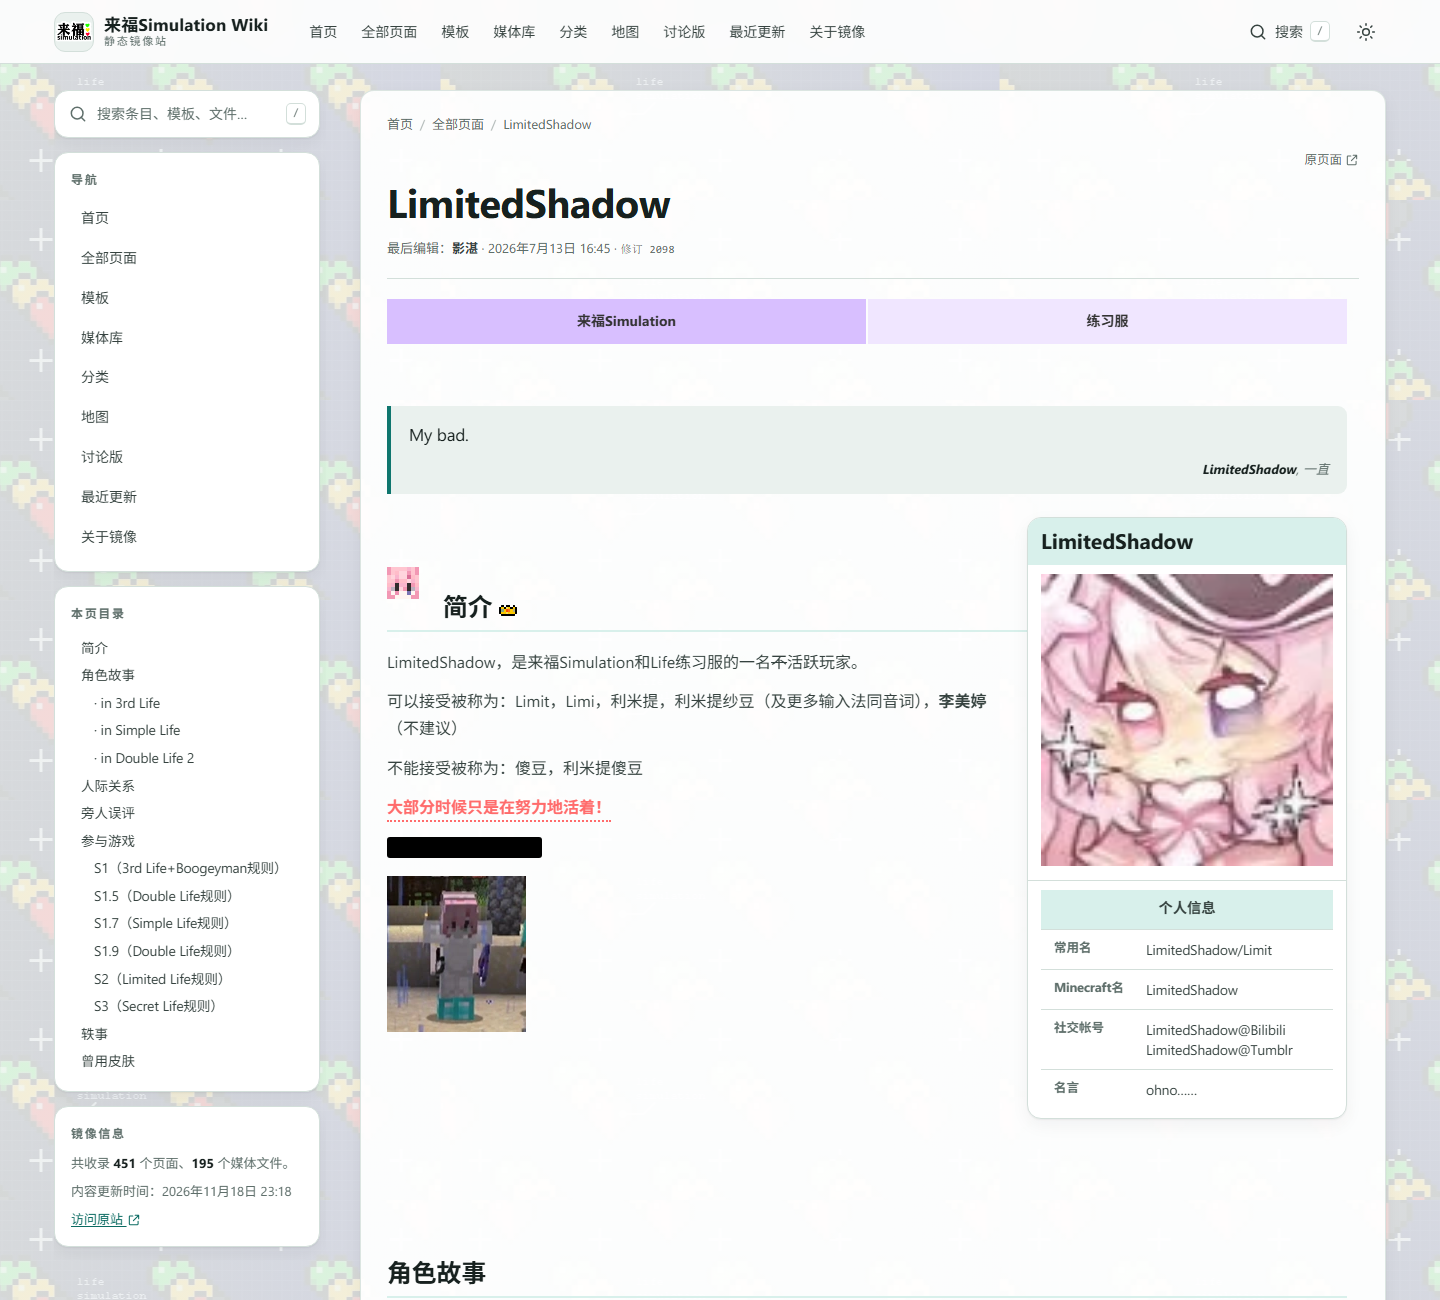 来福Simulation Wiki
静态镜像站
首页
全部页面
模板
媒体库
分类
地图
讨论版
最近更新
关于镜像
搜索 /
搜索条目、模板、文件... /
导航
首页
全部页面
模板
媒体库
分类
地图
讨论版
最近更新
关于镜像
本页目录
简介
角色故事
· in 3rd Life
· in Simple Life
· in Double Life 2
人际关系
旁人误评
参与游戏
S1（3rd Life+Boogeyman规则）
S1.5（Double Life规则）
S1.7（Simple Life规则）
S1.9（Double Life规则）
S2（Limited Life规则）
S3（Secret Life规则）
轶事
曾用皮肤
镜像信息
共收录 451 个页面、195 个媒体文件。
内容更新时间：2026年11月18日 23:18
访问原站
首页 / 全部页面 / LimitedShadow
原页面
LimitedShadow
最后编辑：影湛 · 2026年7月13日 16:45 · 修订 2098
来福Simulation
练习服
My bad.
LimitedShadow, 一直
简介
LimitedShadow，是来福Simulation和Life练习服的一名不活跃玩家。
可以接受被称为：Limit，Limi，利米提，利米提纱豆（及更多输入法同音词），李美婷
（不建议）
不能接受被称为：傻豆，利米提傻豆
大部分时候只是在努力地活着！
LimitedShadow
个人信息
常用名 LimitedShadow/Limit
Minecraft名 LimitedShadow
社交帐号 LimitedShadow@Bilibili
LimitedShadow@Tumblr
名言 ohno......
角色故事
life
life
life
simulation
life
simulation